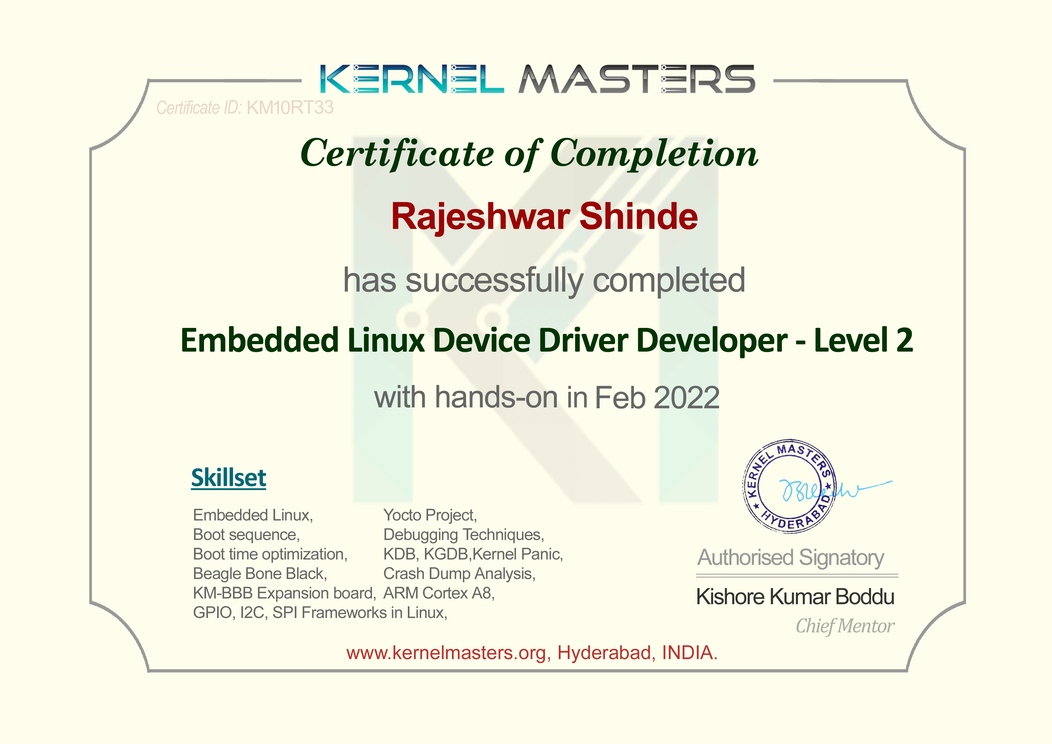 KERNEL MASTERS
Certificate ID: KM10RT33
Certificate of Completion
Rajeshwar Shinde
has successfully completed
Embedded Linux Device Driver Developer - Level 2
with hands-on in Feb 2022
Skillset
Embedded Linux, Yocto Project,
Boot sequence, Debugging Techniques,
Boot time optimization, KDB, KGDB,Kernel Panic,
Beagle Bone Black, Crash Dump Analysis,
KM-BBB Expansion board, ARM Cortex A8,
GPIO, I2C, SPI Frameworks in Linux,
KERNEL MASTERS
★ HYDERABAD ★
Authorised Signatory
Kishore Kumar Boddu
Chief Mentor
www.kernelmasters.org, Hyderabad, INDIA.